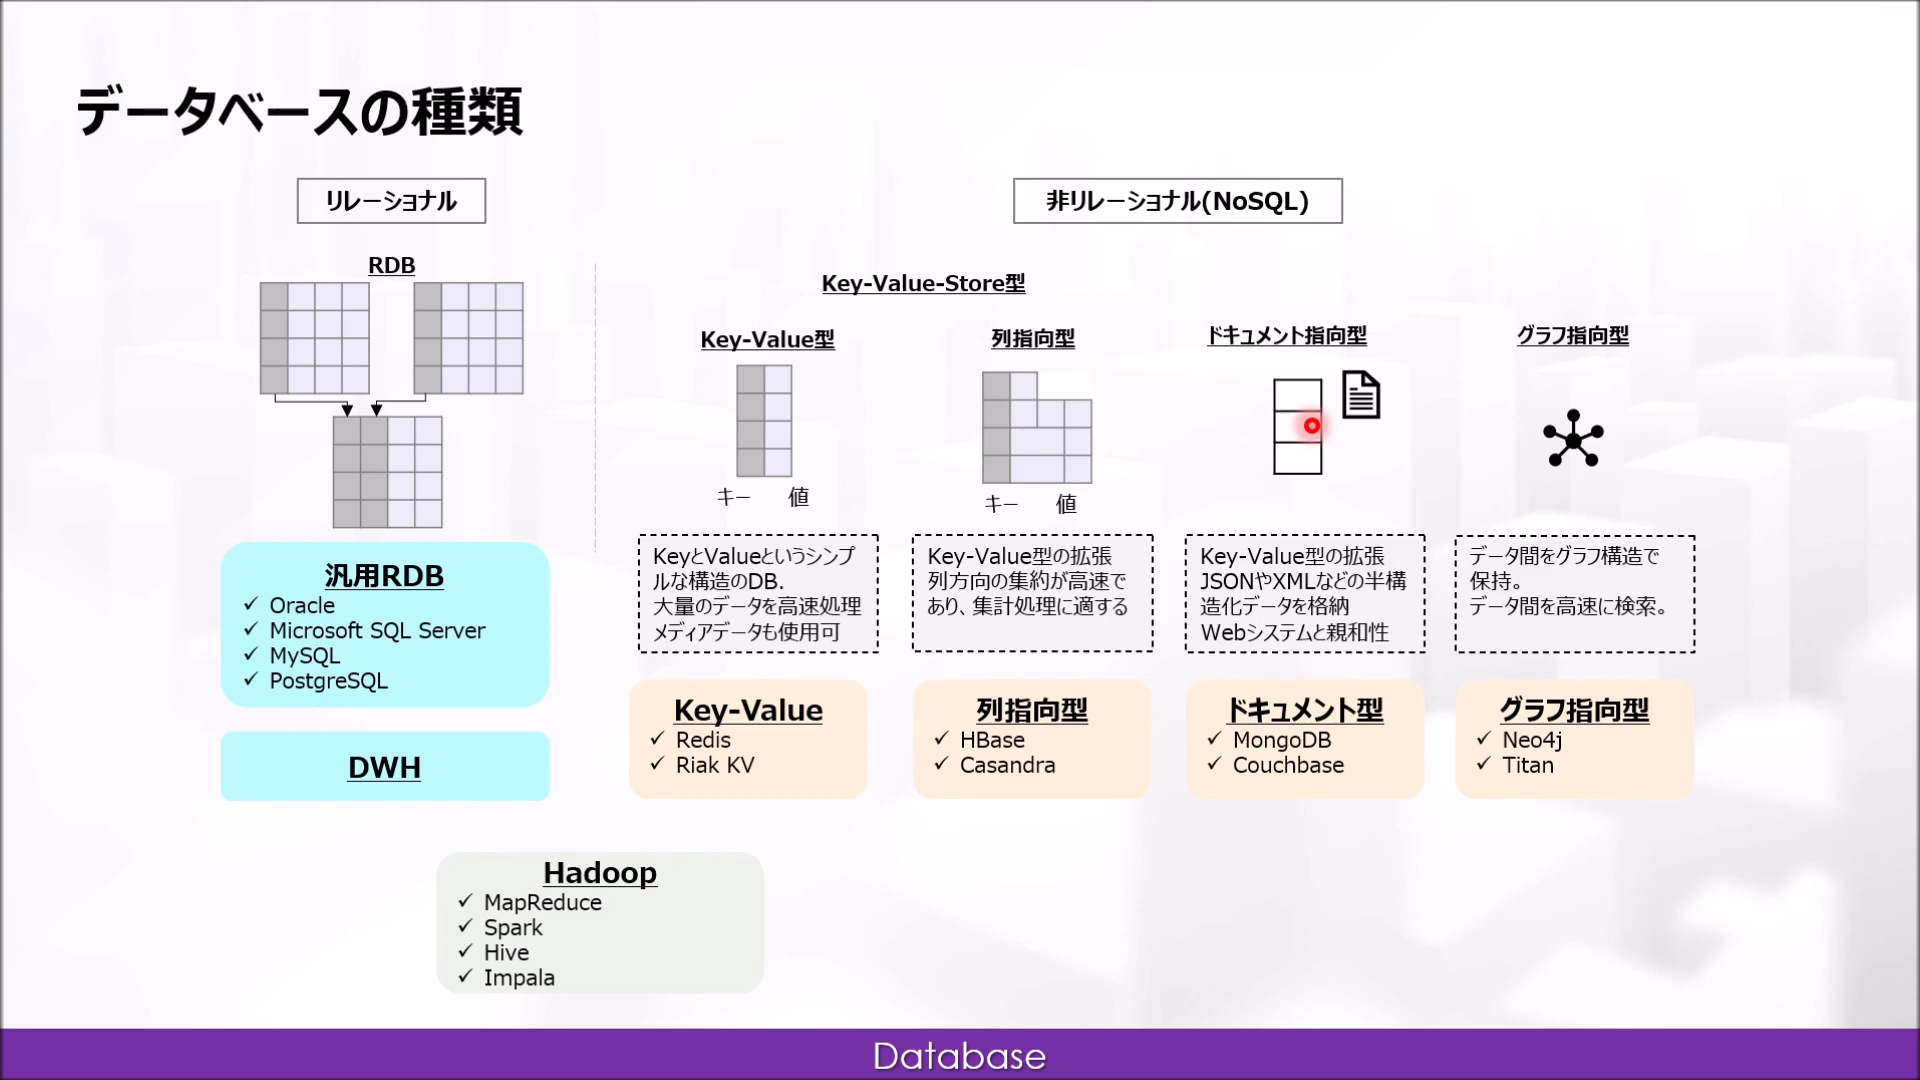 データベースの種類
リレーショナル
RDB
汎用RDB
✓ Oracle
✓ Microsoft SQL Server
✓ MySQL
✓ PostgreSQL
DWH
非リレーショナル(NoSQL)
Key-Value-Store型
Key-Value型
キー 値
KeyとValueというシンプ
ルな構造のDB.
大量のデータを高速処理
メディアデータも使用可
Key-Value
✓ Redis
✓ Riak KV
列指向型
キー 値
Key-Value型の拡張
列方向の集約が高速で
あり、集計処理に適する
列指向型
✓ HBase
✓ Casandra
ドキュメント指向型
Key-Value型の拡張
JSONやXMLなどの半構
造化データを格納
Webシステムと親和性
ドキュメント型
✓ MongoDB
✓ Couchbase
グラフ指向型
データ間をグラフ構造で
保持。
データ間を高速に検索。
グラフ指向型
✓ Neo4j
✓ Titan
Hadoop
✓ MapReduce
✓ Spark
✓ Hive
✓ Impala
Database